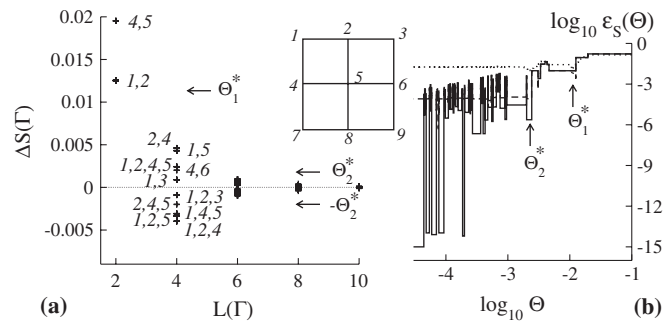 0.02
0.015
0.01
0.005
0
-0.005
ΔS(Γ)
4,5
1,2
Θ₁*
2,4
1,5
1,2,4,5
4,6
1,3
2,4,5
1,2,3
1,4,5
1,2,5
1,2,4
Θ₂*
-Θ₂*
2 4 6 8 10
(a) L(Γ)
1 2 3
4 5 6
7 8 9
log₁₀ εₛ(Θ)
0
-3
-6
-9
-12
-15
Θ₁*
Θ₂*
-4 -3 -2 -1
log₁₀ Θ (b)